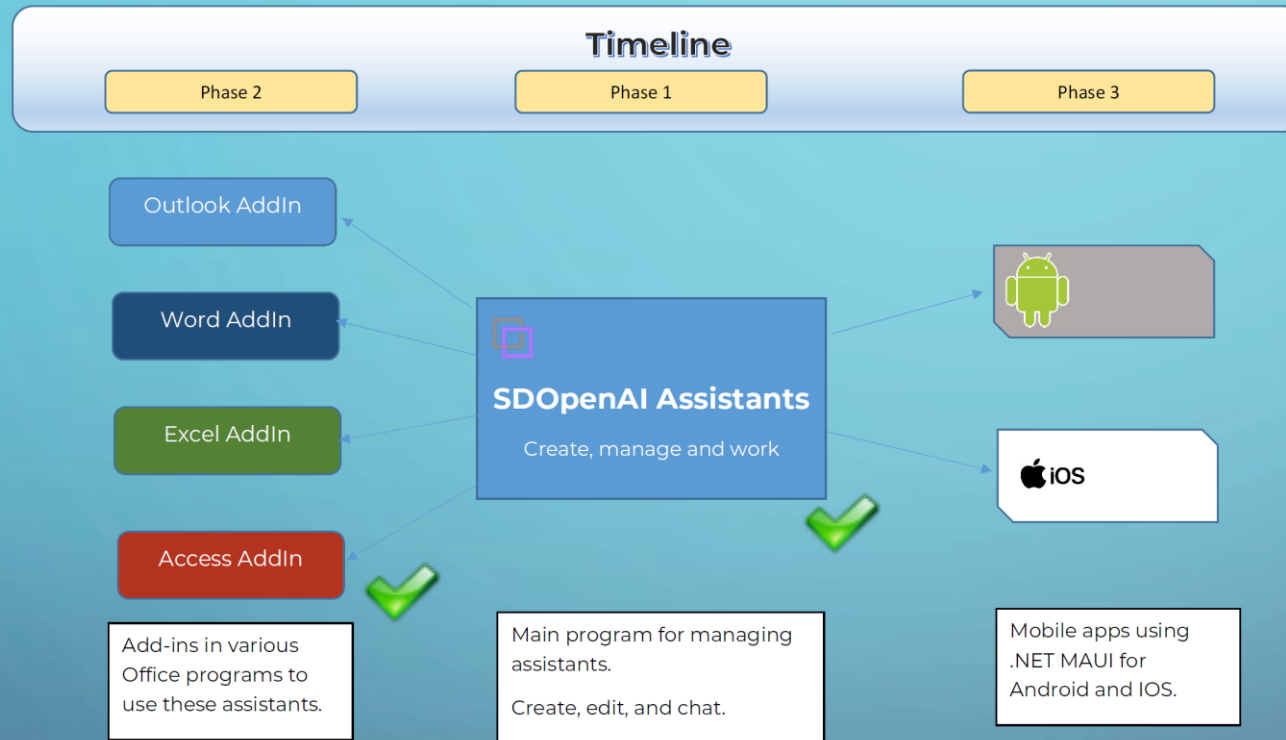 Timeline
Phase 2
Phase 1
Phase 3
Outlook AddIn
Word AddIn
Excel AddIn
Access AddIn
SDOpenAI Assistants
Create, manage and work
iOS
Add-ins in various
Office programs to
use these assistants.
Main program for managing
assistants.
Create, edit, and chat.
Mobile apps using
.NET MAUI for
Android and IOS.